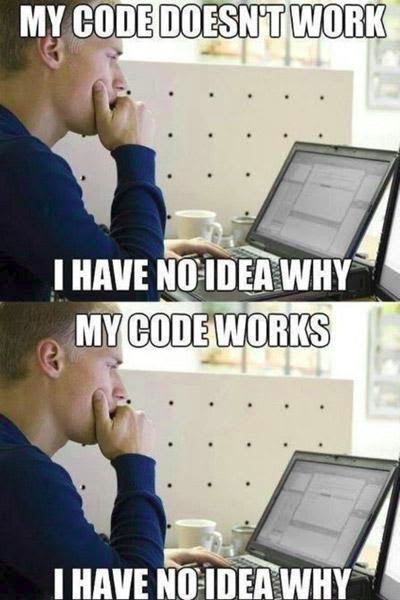 MY CODE DOESN'T WORK
I HAVE NO IDEA WHY
MY CODE WORKS
I HAVE NO IDEA WHY